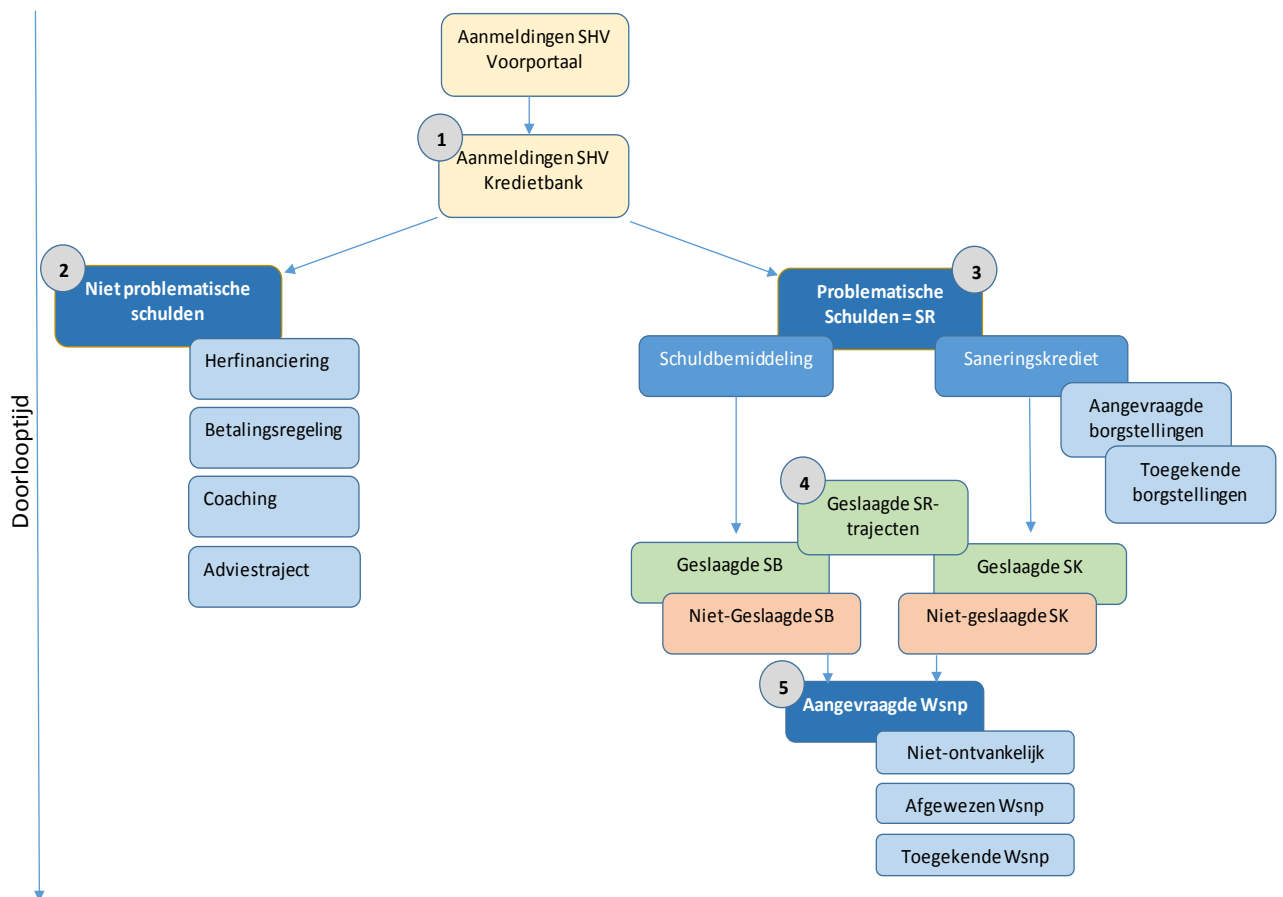 Aanmeldingen SHV
Voorportaal
1
Aanmeldingen SHV
Kredietbank
2
Niet problematische
schulden
Herfinanciering
Betalingsregeling
Coaching
Adviestraject
3
Problematische
Schulden = SR
Schuldbemiddeling
Saneringskrediet
Aangevraagde
borgstellingen
Toegekende
borgstellingen
4
Geslaagde SR-
trajecten
Geslaagde SB
Geslaagde SK
Niet-Geslaagde SB
Niet-geslaagde SK
5
Aangevraagde Wsnp
Niet-ontvankelijk
Afgewezen Wsnp
Toegekende Wsnp
Doorlooptijd